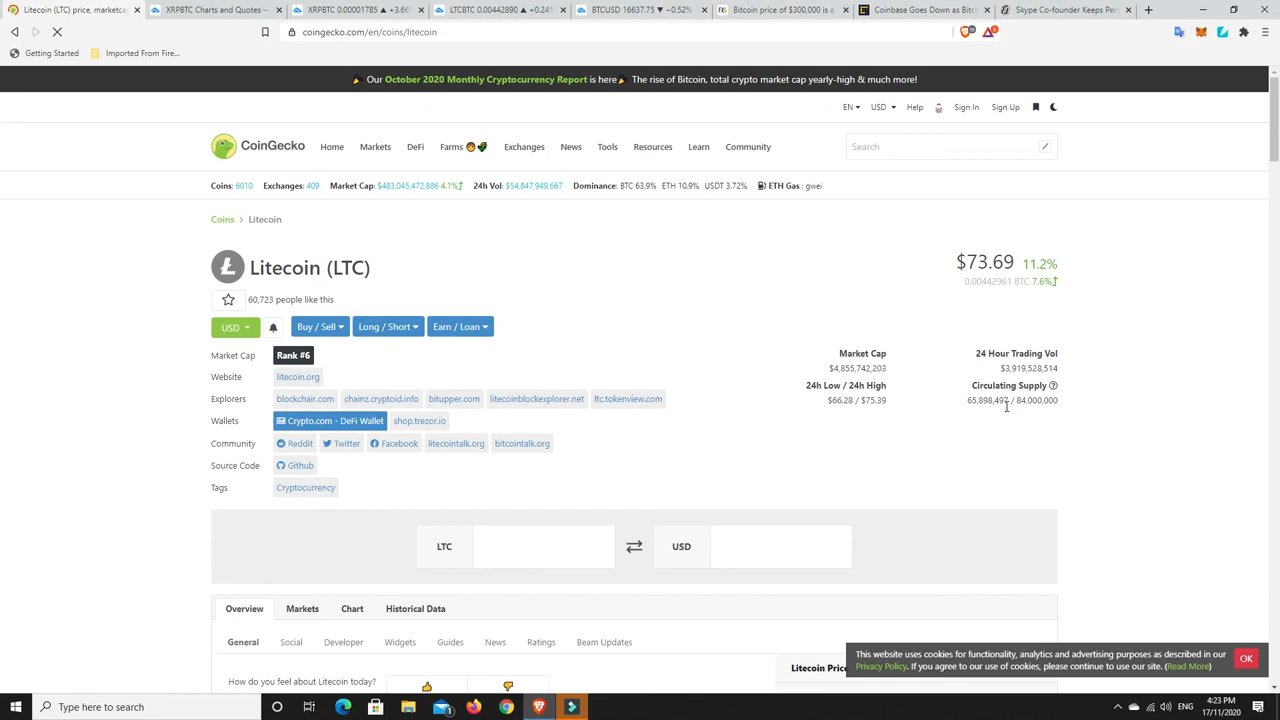 Litecoin (LTC) price, marketcap
XRPBTC Charts and Quotes —
XRPBTC 0.00001785 ▲ +3.66%
LTCBTC 0.00442890 ▲ +0.24%
BTCUSD 16637.75 ▼ −0.52%
Bitcoin price of $300,000 is a
Coinbase Goes Down as Bitco
Skype Co-founder Keeps Pers
coingecko.com/en/coins/litecoin
Getting Started
Imported From Fire...
Our October 2020 Monthly Cryptocurrency Report is here The rise of Bitcoin, total crypto market cap yearly-high & much more!
EN USD Help Sign In Sign Up
CoinGecko Home Markets DeFi Farms Exchanges News Tools Resources Learn Community Search /
Coins: 6010 Exchanges: 409 Market Cap: $483,045,472,886 4.1% 24h Vol: $54,847,949,667 Dominance: BTC 63.9% ETH 10.9% USDT 3.72% ETH Gas : gwei
Coins > Litecoin
Litecoin (LTC)
$73.69 11.2%
0.00442961 BTC 7.6%
60,723 people like this
USD Buy / Sell Long / Short Earn / Loan
Market Cap Rank #6
Website litecoin.org
Explorers blockchair.com chainz.cryptoid.info bitupper.com litecoinblockexplorer.net ltc.tokenview.com
Wallets Crypto.com - DeFi Wallet shop.trezor.io
Community Reddit Twitter Facebook litecointalk.org bitcointalk.org
Source Code Github
Tags Cryptocurrency
Market Cap 24 Hour Trading Vol
$4,855,742,203 $3,919,528,514
24h Low / 24h High Circulating Supply
$66.28 / $75.39 65,898,497 / 84,000,000
LTC USD
Overview Markets Chart Historical Data
General Social Developer Widgets Guides News Ratings Beam Updates
How do you feel about Litecoin today?
Litecoin Price
This website uses cookies for functionality, analytics and advertising purposes as described in our
Privacy Policy. If you agree to our use of cookies, please continue to use our site. (Read More)
OK
Type here to search
ENG
4:23 PM
17/11/2020